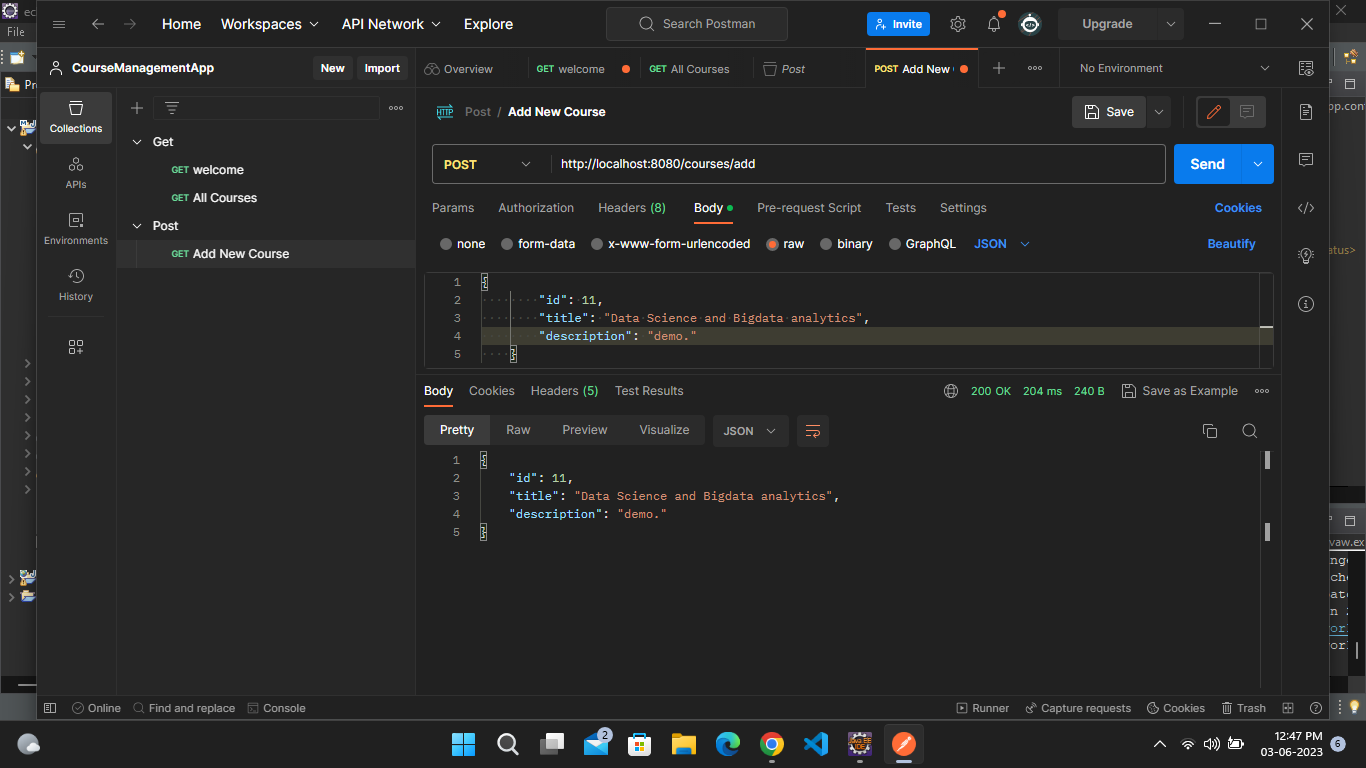 ec
File
Home
Workspaces
API Network
Explore
Search Postman
Invite
Upgrade
CourseManagementApp
New
Import
Overview
GET welcome
GET All Courses
Post
POST Add New
No Environment
Pr
Collections
APIs
Environments
History
Get
GET welcome
GET All Courses
Post
GET Add New Course
HTTP Post / Add New Course
Save
POST
http://localhost:8080/courses/add
Send
Params
Authorization
Headers (8)
Body
Pre-request Script
Tests
Settings
Cookies
none
form-data
x-www-form-urlencoded
raw
binary
GraphQL
JSON
Beautify
1 {
2 "id": 11,
3 "title": "Data Science and Bigdata analytics",
4 "description": "demo."
5 }
Body
Cookies
Headers (5)
Test Results
200 OK
204 ms
240 B
Save as Example
Pretty
Raw
Preview
Visualize
JSON
1 {
2 "id": 11,
3 "title": "Data Science and Bigdata analytics",
4 "description": "demo."
5 }
pp.con
atus>
vaw.ex
Online
Find and replace
Console
Runner
Capture requests
Cookies
Trash
2
12:47 PM
03-06-2023
6